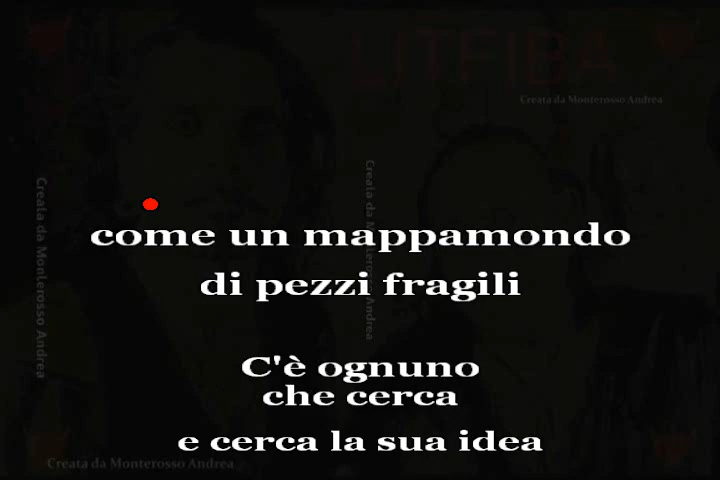 LITFIBA
Creata da Monterosso Andrea
Creata da Monterosso Andrea
Creata da Monterosso Andrea
come un mappamondo
di pezzi fragili
C'è ognuno
che cerca
e cerca la sua idea
Creata da Monterosso Andrea